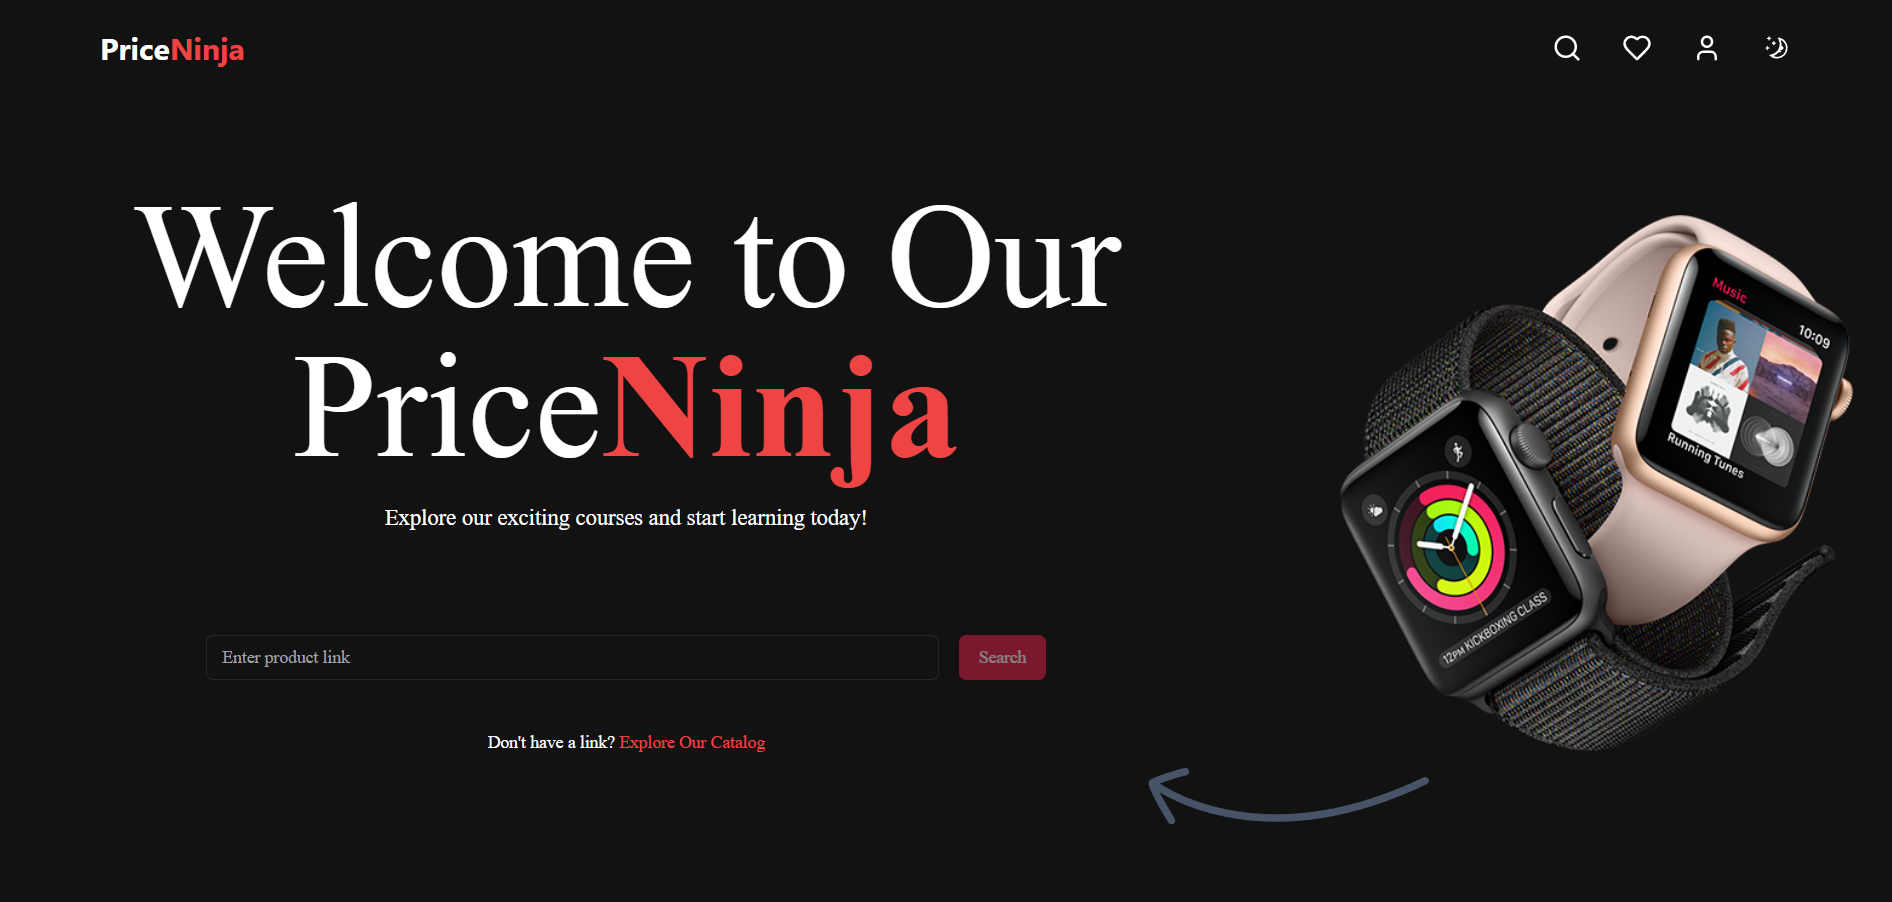 PriceNinja
Welcome to Our
PriceNinja
Explore our exciting courses and start learning today!
Enter product link
Search
Don't have a link? Explore Our Catalog
Music
10:09
Running Tunes
12PM KICKBOXING CLASS